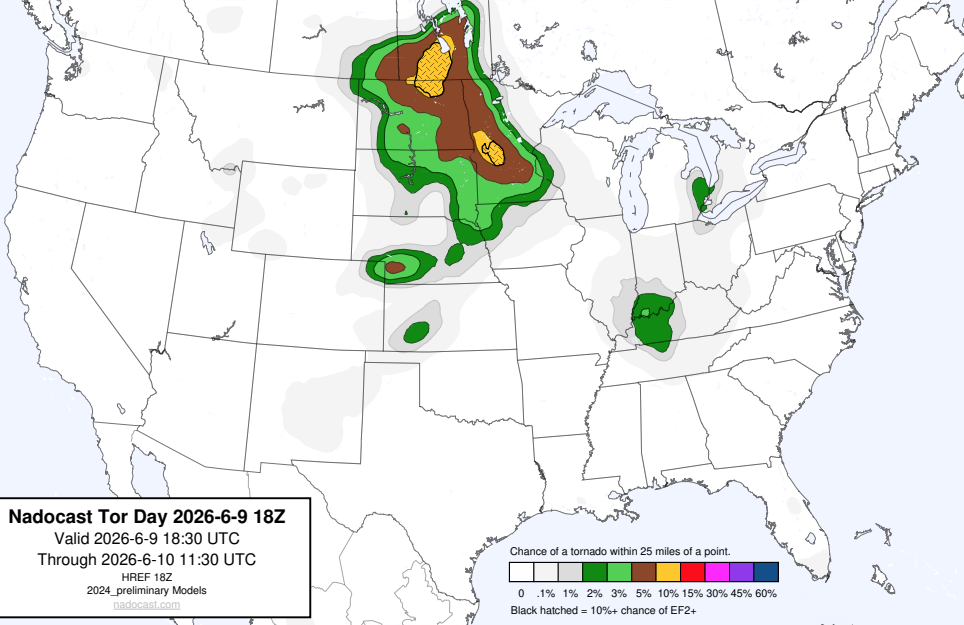 Nadocast Tor Day 2026-6-9 18Z
Valid 2026-6-9 18:30 UTC
Through 2026-6-10 11:30 UTC
HREF 18Z
2024_preliminary Models
nadocast.com
Chance of a tornado within 25 miles of a point.
0 .1% 1% 2% 3% 5% 10% 15% 30% 45% 60%
Black hatched = 10%+ chance of EF2+